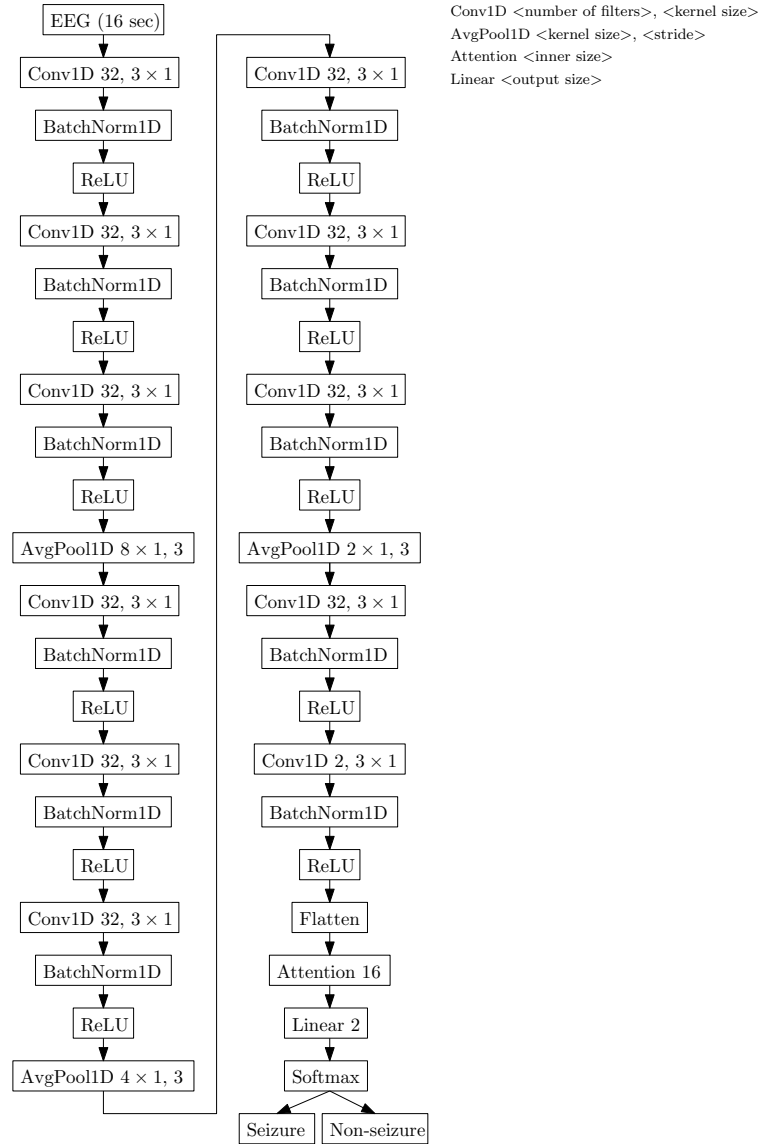 EEG (16 sec)
Conv1D 32, 3 × 1
BatchNorm1D
ReLU
Conv1D 32, 3 × 1
BatchNorm1D
ReLU
Conv1D 32, 3 × 1
BatchNorm1D
ReLU
AvgPool1D 8 × 1, 3
Conv1D 32, 3 × 1
BatchNorm1D
ReLU
Conv1D 32, 3 × 1
BatchNorm1D
ReLU
Conv1D 32, 3 × 1
BatchNorm1D
ReLU
AvgPool1D 4 × 1, 3
Conv1D 32, 3 × 1
BatchNorm1D
ReLU
Conv1D 32, 3 × 1
BatchNorm1D
ReLU
Conv1D 32, 3 × 1
BatchNorm1D
ReLU
AvgPool1D 2 × 1, 3
Conv1D 32, 3 × 1
BatchNorm1D
ReLU
Conv1D 2, 3 × 1
BatchNorm1D
ReLU
Flatten
Attention 16
Linear 2
Softmax
Seizure
Non-seizure
Conv1D <number of filters>, <kernel size>
AvgPool1D <kernel size>, <stride>
Attention <inner size>
Linear <output size>